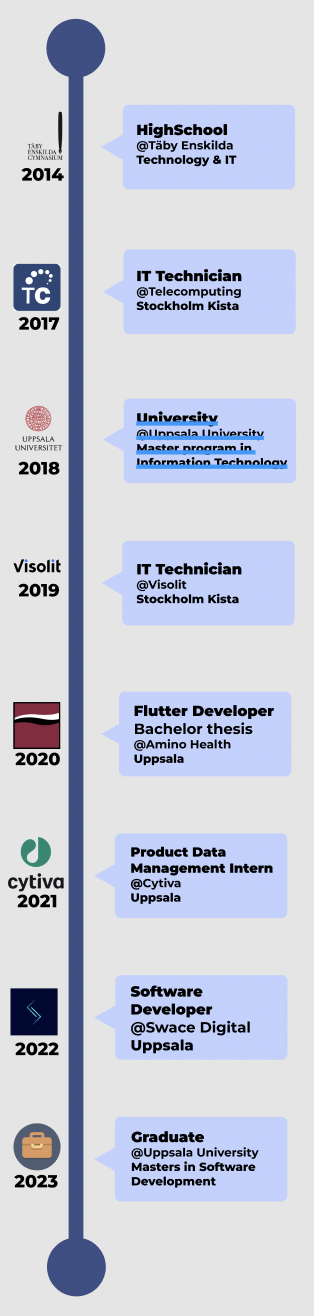 TÄBY
ENSKILDA
GYMNASIUM
2014
HighSchool
@Täby Enskilda
Technology & IT
TC
2017
IT Technician
@Telecomputing
Stockholm Kista
UPPSALA
UNIVERSITET
2018
University
@Uppsala University
Master program in
Information Technology
Visolit
2019
IT Technician
@Visolit
Stockholm Kista
2020
Flutter Developer
Bachelor thesis
@Amino Health
Uppsala
cytiva
2021
Product Data
Management Intern
@Cytiva
Uppsala
2022
Software
Developer
@Swace Digital
Uppsala
2023
Graduate
@Uppsala University
Masters in Software
Development